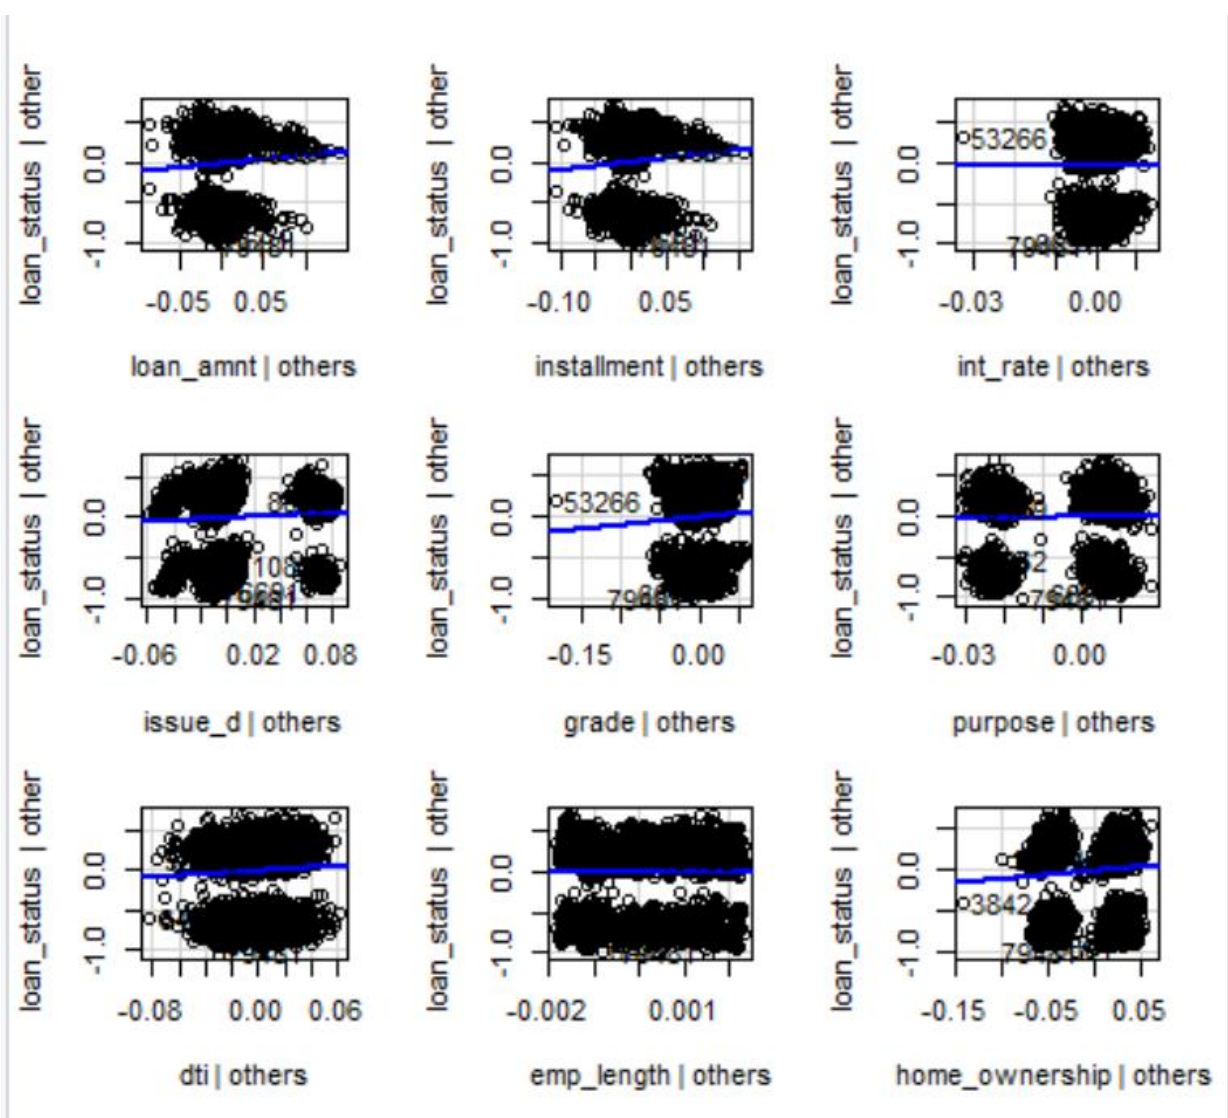 loan_status | other
0.0
-1.0
-0.05 0.05
loan_amnt | others
loan_status | other
0.0
-1.0
-0.10 0.05
installment | others
loan_status | other
0.0
-1.0
53266
-0.03 0.00
int_rate | others
loan_status | other
0.0
-1.0
108
-0.06 0.02 0.08
issue_d | others
loan_status | other
0.0
-1.0
53266
-0.15 0.00
grade | others
loan_status | other
0.0
-1.0
-0.03 0.00
purpose | others
loan_status | other
0.0
-1.0
-0.08 0.00 0.06
dti | others
loan_status | other
0.0
-1.0
-0.002 0.001
emp_length | others
loan_status | other
0.0
-1.0
3842
-0.15 -0.05 0.05
home_ownership | others